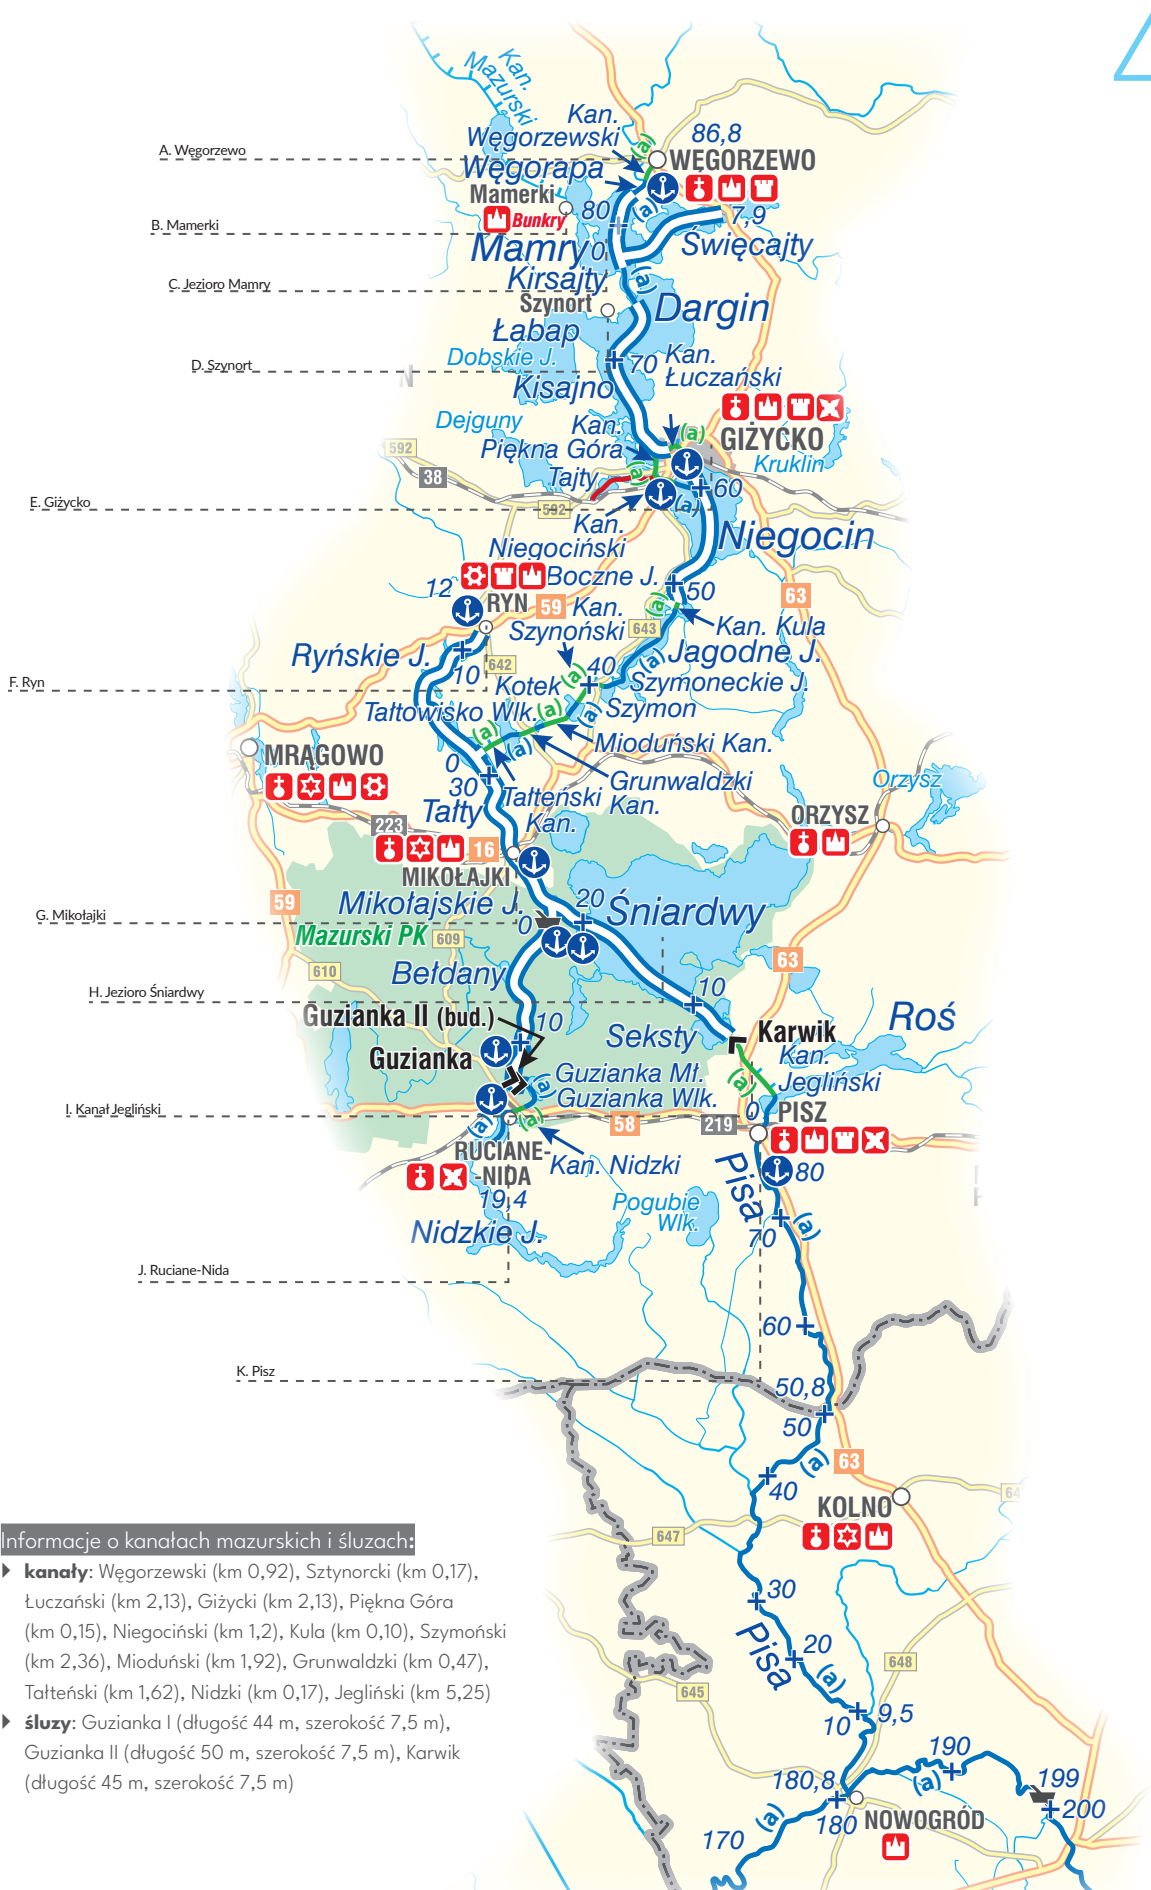 Kan.
Mazurski
Kan.
Węgorzewski
(a)
86,8
A. Węgorzewo
WĘGORZEWO
Węgorapa
Mamerki
Bunkry
80
(a)
7,9
B. Mamerki
Mamry
0
Święcajty
Kirsajty
(a)
C. Jezioro Mamry
Szynort
Dargin
Łabap
Dobskie J.
70
Kan.
Łuczański
D. Szynort
N
Kisajno
Dejguny
Kan.
Piękna Góra
(a)
GIŻYCKO
592
38
Tajty
(a)
Kruklin
60
E. Giżycko
592
(a)
Kan.
Niegociński
Niegocin
Boczne J.
12
RYN
59
50
63
Kan.
Szynoński
643
(a)
Kan. Kula
Ryńskie J.
10
642
40
(a)
(a)
Jagodne J.
F. Ryn
Kotek
Szymoneckie J.
Tałtowisko Wlk.
(a)
(a)
Szymon
(a)
(a)
Mioduński Kan.
MRĄGOWO
0
30
Grunwaldzki
Kan.
Orzysz
Tałty
Tałteński
Kan.
ORZYSZ
223
16
MIKOŁAJKI
59
Mikołajskie J.
20
Śniardwy
G. Mikołajki
0
Mazurski PK
609
610
Bełdany
63
H. Jezioro Śniardwy
10
Guzianka II (bud.)
10
Seksty
Karwik
Roś
Guzianka
Kan.
Jegliński
(a)
Guzianka Mł.
Guzianka Wlk.
(a)
I. Kanał Jegliński
(a)
(a)
58
219
0
PISZ
RUCIANE-
-NIDA
Kan. Nidzki
80
19,4
Pisa
Pogubie
Wlk.
Nidzkie J.
70
(a)
J. Ruciane-Nida
60
K. Pisz
50,8
50
(a)
63
40
KOLNO
64
647
30
Pisa
20
(a)
648
645
10
9,5
190
180,8
(a)
199
200
(a)
180
NOWOGRÓD
170
Informacje o kanałach mazurskich i śluzach:
kanały: Węgorzewski (km 0,92), Sztynorcki (km 0,17),
Łuczański (km 2,13), Giżycki (km 2,13), Piękna Góra
(km 0,15), Niegociński (km 1,2), Kula (km 0,10), Szymoński
(km 2,36), Mioduński (km 1,92), Grunwaldzki (km 0,47),
Tałteński (km 1,62), Nidzki (km 0,17), Jegliński (km 5,25)
śluzy: Guzianka I (długość 44 m, szerokość 7,5 m),
Guzianka II (długość 50 m, szerokość 7,5 m), Karwik
(długość 45 m, szerokość 7,5 m)